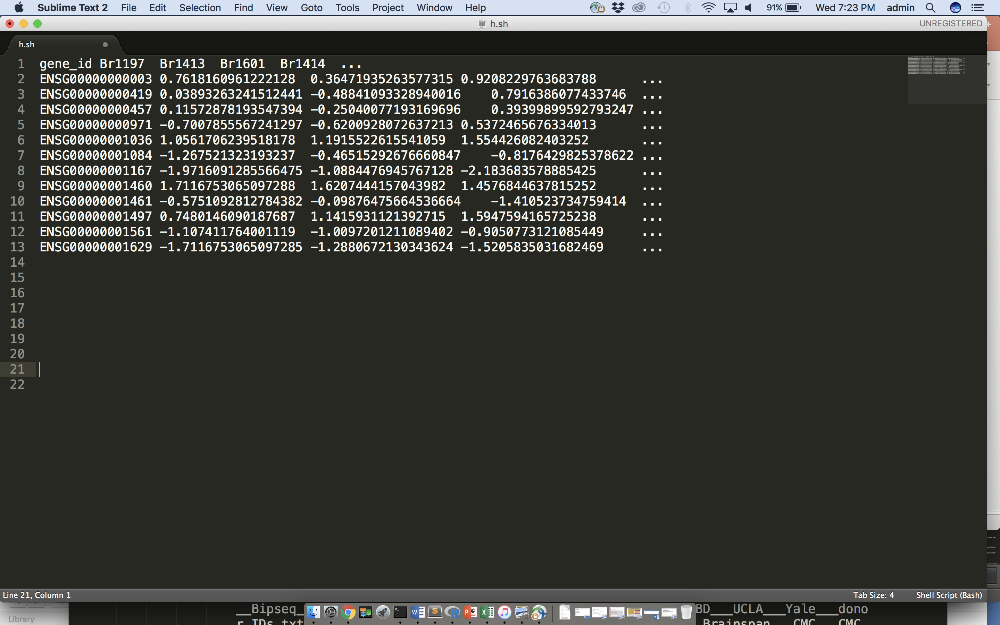 Sublime Text 2 File Edit Selection Find View Goto Tools Project Window Help 91% Wed 7:23 PM admin
h.sh UNREGISTERED
h.sh
1 gene_id Br1197 Br1413 Br1601 Br1414 ...
2 ENSG00000000003 0.7618160961222128 0.36471935263577315 0.9208229763683788 ...
3 ENSG00000000419 0.03893263241512441 -0.48841093328940016 0.7916386077433746 ...
4 ENSG00000000457 0.11572878193547394 -0.25040077193169696 0.39399899592793247 ...
5 ENSG00000000971 -0.7007855567241297 -0.6200928072637213 0.5372465676334013 ...
6 ENSG00000001036 1.0561706239518178 1.1915522615541059 1.554426082403252 ...
7 ENSG00000001084 -1.267521323193237 -0.46515292676660847 -0.8176429825378622 ...
8 ENSG00000001167 -1.9716091285566475 -1.0884476945767128 -2.183683578885425 ...
9 ENSG00000001460 1.7116753065097288 1.6207444157043982 1.4576844637815252 ...
10 ENSG00000001461 -0.5751092812784382 -0.09876475664536664 -1.410523734759414 ...
11 ENSG00000001497 0.7480146090187687 1.1415931121392715 1.5947594165725238 ...
12 ENSG00000001561 -1.107411764001119 -1.0097201211089402 -0.9050773121085449 ...
13 ENSG00000001629 -1.7116753065097285 -1.2880672130343624 -1.5205835031682469 ...
14
15
16
17
18
19
20
21
22
Line 21, Column 1 Tab Size: 4 Shell Script (Bash)
__Bipseq_ BD___UCLA___Yale___dono
Library r_IDs.txt Brainspan CMC CMC